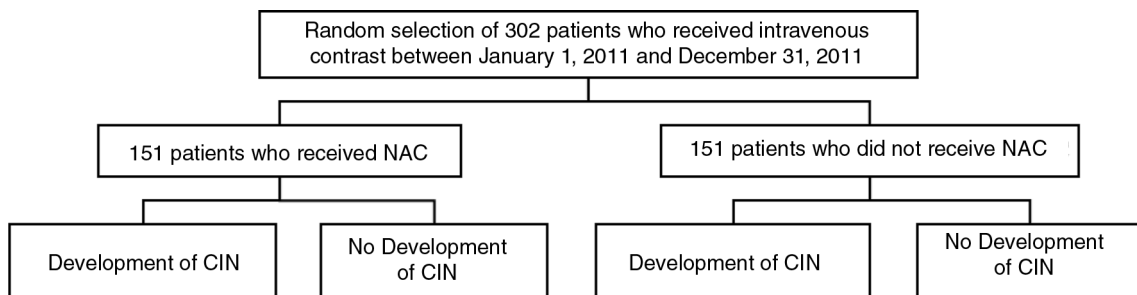 Random selection of 302 patients who received intravenous
contrast between January 1, 2011 and December 31, 2011
151 patients who received NAC
151 patients who did not receive NAC
Development of CIN
No Development
of CIN
Development of CIN
No Development
of CIN